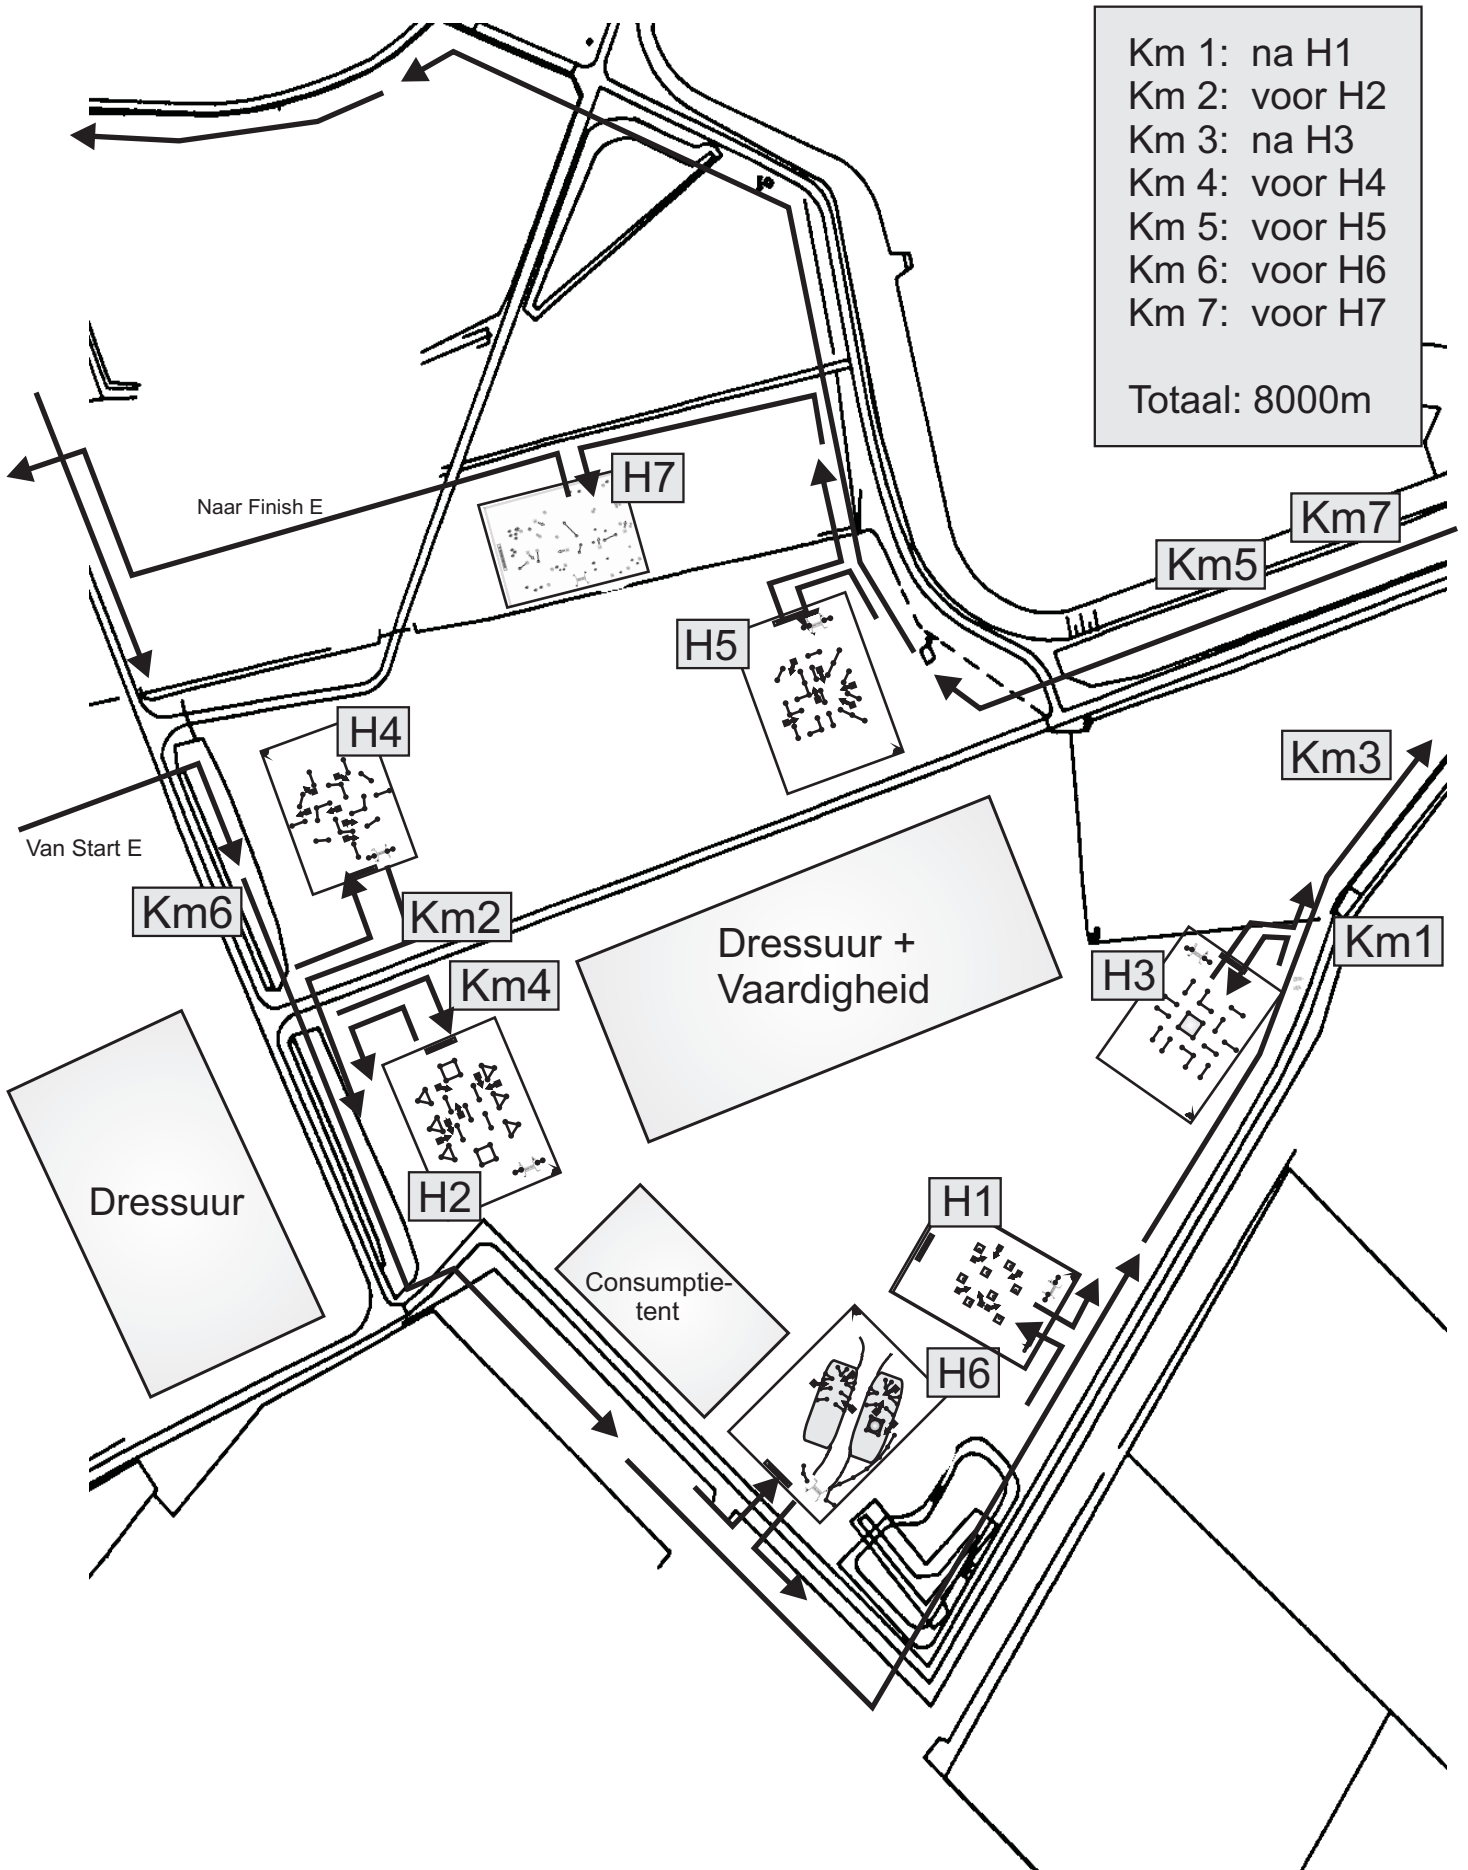 Km 1: na H1
Km 2: voor H2
Km 3: na H3
Km 4: voor H4
Km 5: voor H5
Km 6: voor H6
Km 7: voor H7
Totaal: 8000m
H7
Naar Finish E
Km7
Km5
H5
H4
Km3
Van Start E
Km6
Km2
Dressuur +
Vaardigheid
Km1
H3
Km4
Dressuur
H2
H1
Consumptie-
tent
H6